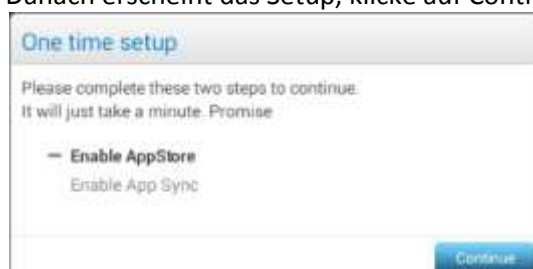 Danach erscheint das Setup, klicke auf Conti
One time setup
Please complete these two steps to continue.
It will just take a minute. Promise
– Enable AppStore
Enable App Sync
Continue